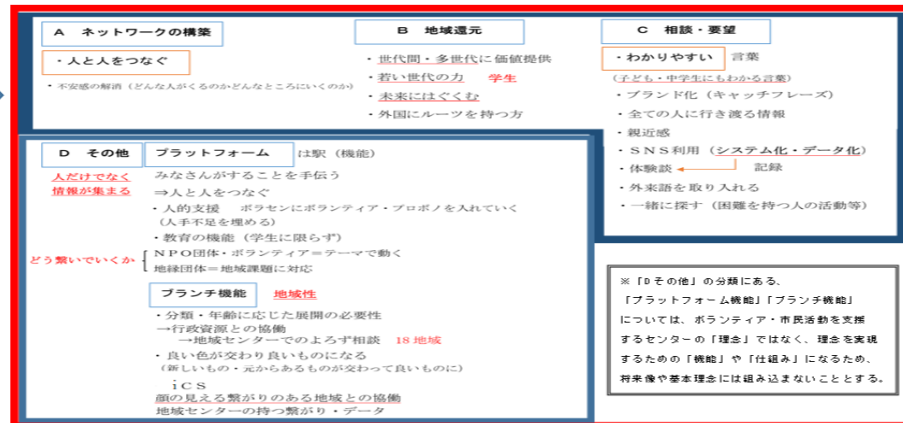 A ネットワークの構築
・人と人をつなぐ
・不安感の解消（どんな人がくるのかどんなところにいくのか）
B 地域還元
・世代間・多世代に価値提供
・若い世代の力 学生
・未来にはぐくむ
・外国にルーツを持つ方
C 相談・要望
・わかりやすい 言葉
（子ども・中学生にもわかる言葉）
・ブランド化（キャッチフレーズ）
・全ての人に行き渡る情報
・親近感
・SNS利用（システム化・データ化）
・体験談 記録
・外来語を取り入れる
・一緒に探す（困難を持つ人の活動等）
D その他 プラットフォーム は駅（機能）
人だけでなく
情報が集まる
みなさんがすることを手伝う
⇒人と人をつなぐ
・人的支援 ボラセンにボランティア・プロボノを入れていく
（人手不足を埋める）
・教育の機能（学生に限らず）
どう繋いでいくか
NPO団体・ボランティア＝テーマで動く
地縁団体＝地域課題に対応
ブランチ機能 地域性
・分類・年齢に応じた展開の必要性
→行政資源との協働
→地域センターでのよろず相談 18地域
・良い色が交わり良いものになる
（新しいもの・元からあるものが交わって良いものに）
iCS
顔の見える繋がりのある地域との協働
地域センターの持つ繋がり・データ
※「Dその他」の分類にある、
「プラットフォーム機能」「ブランチ機能」
については、ボランティア・市民活動を支援
するセンターの「理念」ではなく、理念を実現
するための「機能」や「仕組み」になるため、
将来像や基本理念には組み込まないこととする。